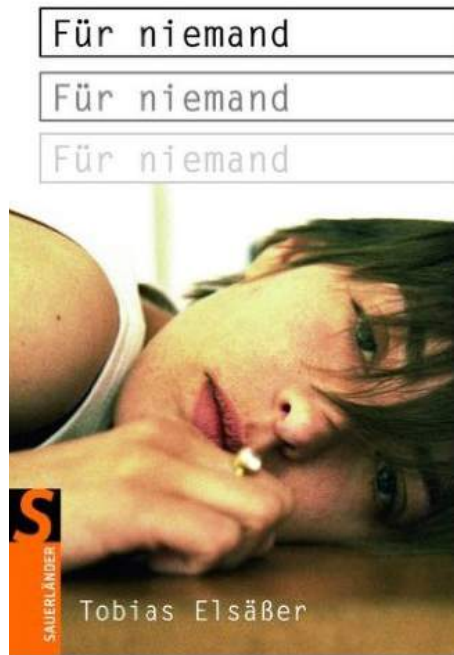 Für niemand
Für niemand
Für niemand
S
SAUERLÄNDER
Tobias Elsäßer